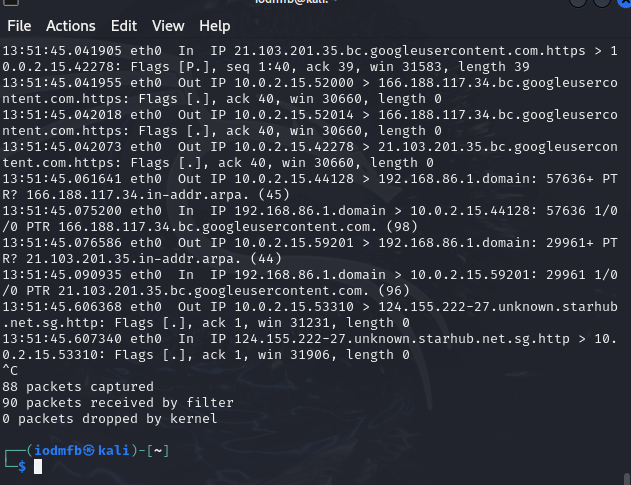 iodmfb@kali: ~
File Actions Edit View Help
13:51:45.041905 eth0 In IP 21.103.201.35.bc.googleusercontent.com.https > 1
0.0.2.15.42278: Flags [P.], seq 1:40, ack 39, win 31583, length 39
13:51:45.041955 eth0 Out IP 10.0.2.15.52000 > 166.188.117.34.bc.googleuserco
ntent.com.https: Flags [.], ack 40, win 30660, length 0
13:51:45.042018 eth0 Out IP 10.0.2.15.52014 > 166.188.117.34.bc.googleuserco
ntent.com.https: Flags [.], ack 40, win 30660, length 0
13:51:45.042073 eth0 Out IP 10.0.2.15.42278 > 21.103.201.35.bc.googleusercon
tent.com.https: Flags [.], ack 40, win 30660, length 0
13:51:45.061641 eth0 Out IP 10.0.2.15.44128 > 192.168.86.1.domain: 57636+ PT
R? 166.188.117.34.in-addr.arpa. (45)
13:51:45.075200 eth0 In IP 192.168.86.1.domain > 10.0.2.15.44128: 57636 1/0
/0 PTR 166.188.117.34.bc.googleusercontent.com. (98)
13:51:45.076586 eth0 Out IP 10.0.2.15.59201 > 192.168.86.1.domain: 29961+ PT
R? 21.103.201.35.in-addr.arpa. (44)
13:51:45.090935 eth0 In IP 192.168.86.1.domain > 10.0.2.15.59201: 29961 1/0
/0 PTR 21.103.201.35.bc.googleusercontent.com. (96)
13:51:45.606368 eth0 Out IP 10.0.2.15.53310 > 124.155.222-27.unknown.starhub
.net.sg.http: Flags [.], ack 1, win 31231, length 0
13:51:45.607340 eth0 In IP 124.155.222-27.unknown.starhub.net.sg.http > 10.
0.2.15.53310: Flags [.], ack 1, win 31906, length 0
^C
88 packets captured
90 packets received by filter
0 packets dropped by kernel
┌──(iodmfb㉿kali)-[~]
└─$